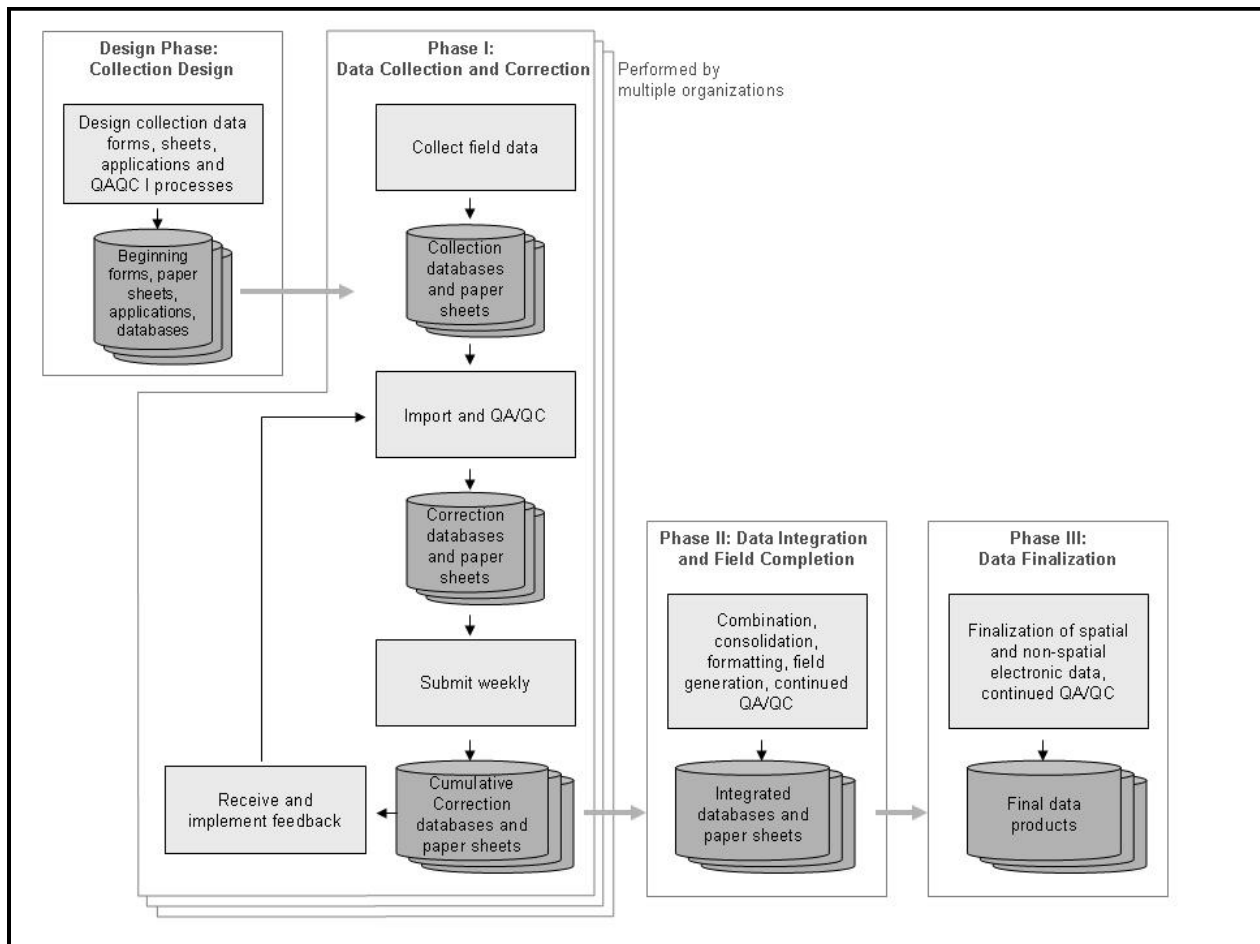 Design Phase:
Collection Design
Design collection data
forms, sheets,
applications and
QAQC I processes
Beginning
forms, paper
sheets,
applications,
databases
Phase I:
Data Collection and Correction
Performed by
multiple organizations
Collect field data
Collection
databases
and paper
sheets
Import and QA/QC
Correction
databases
and paper
sheets
Submit weekly
Cumulative
Correction
databases and
paper sheets
Receive and
implement feedback
Phase II: Data Integration
and Field Completion
Combination,
consolidation,
formatting, field
generation, continued
QA/QC
Integrated
databases and
paper sheets
Phase III:
Data Finalization
Finalization of spatial
and non-spatial
electronic data,
continued QA/QC
Final data
products